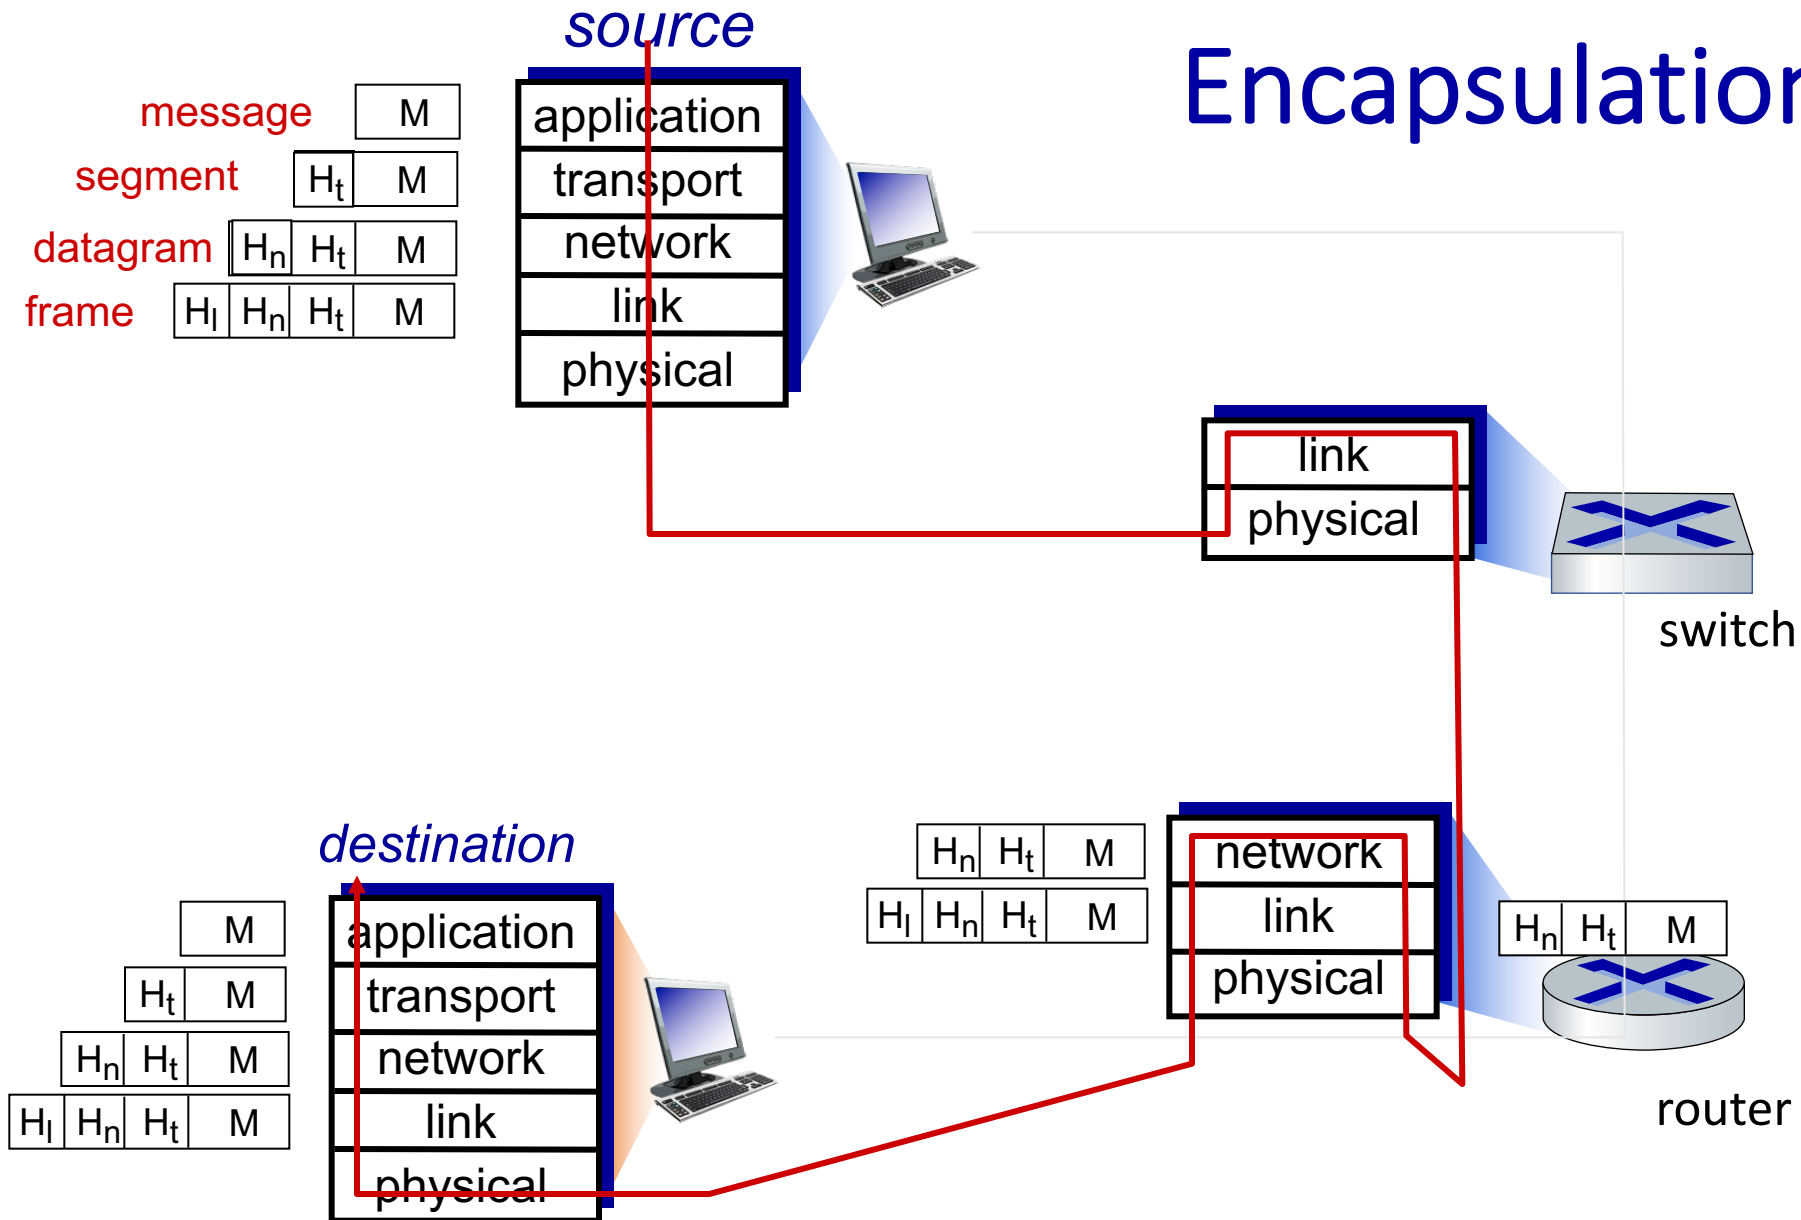 source
Encapsulation
message M
segment Ht M
datagram Hn Ht M
frame Hl Hn Ht M
application
transport
network
link
physical
link
physical
switch
destination
M
Ht M
Hn Ht M
Hl Hn Ht M
application
transport
network
link
physical
Hn Ht M
Hl Hn Ht M
network
link
physical
Hn Ht M
router